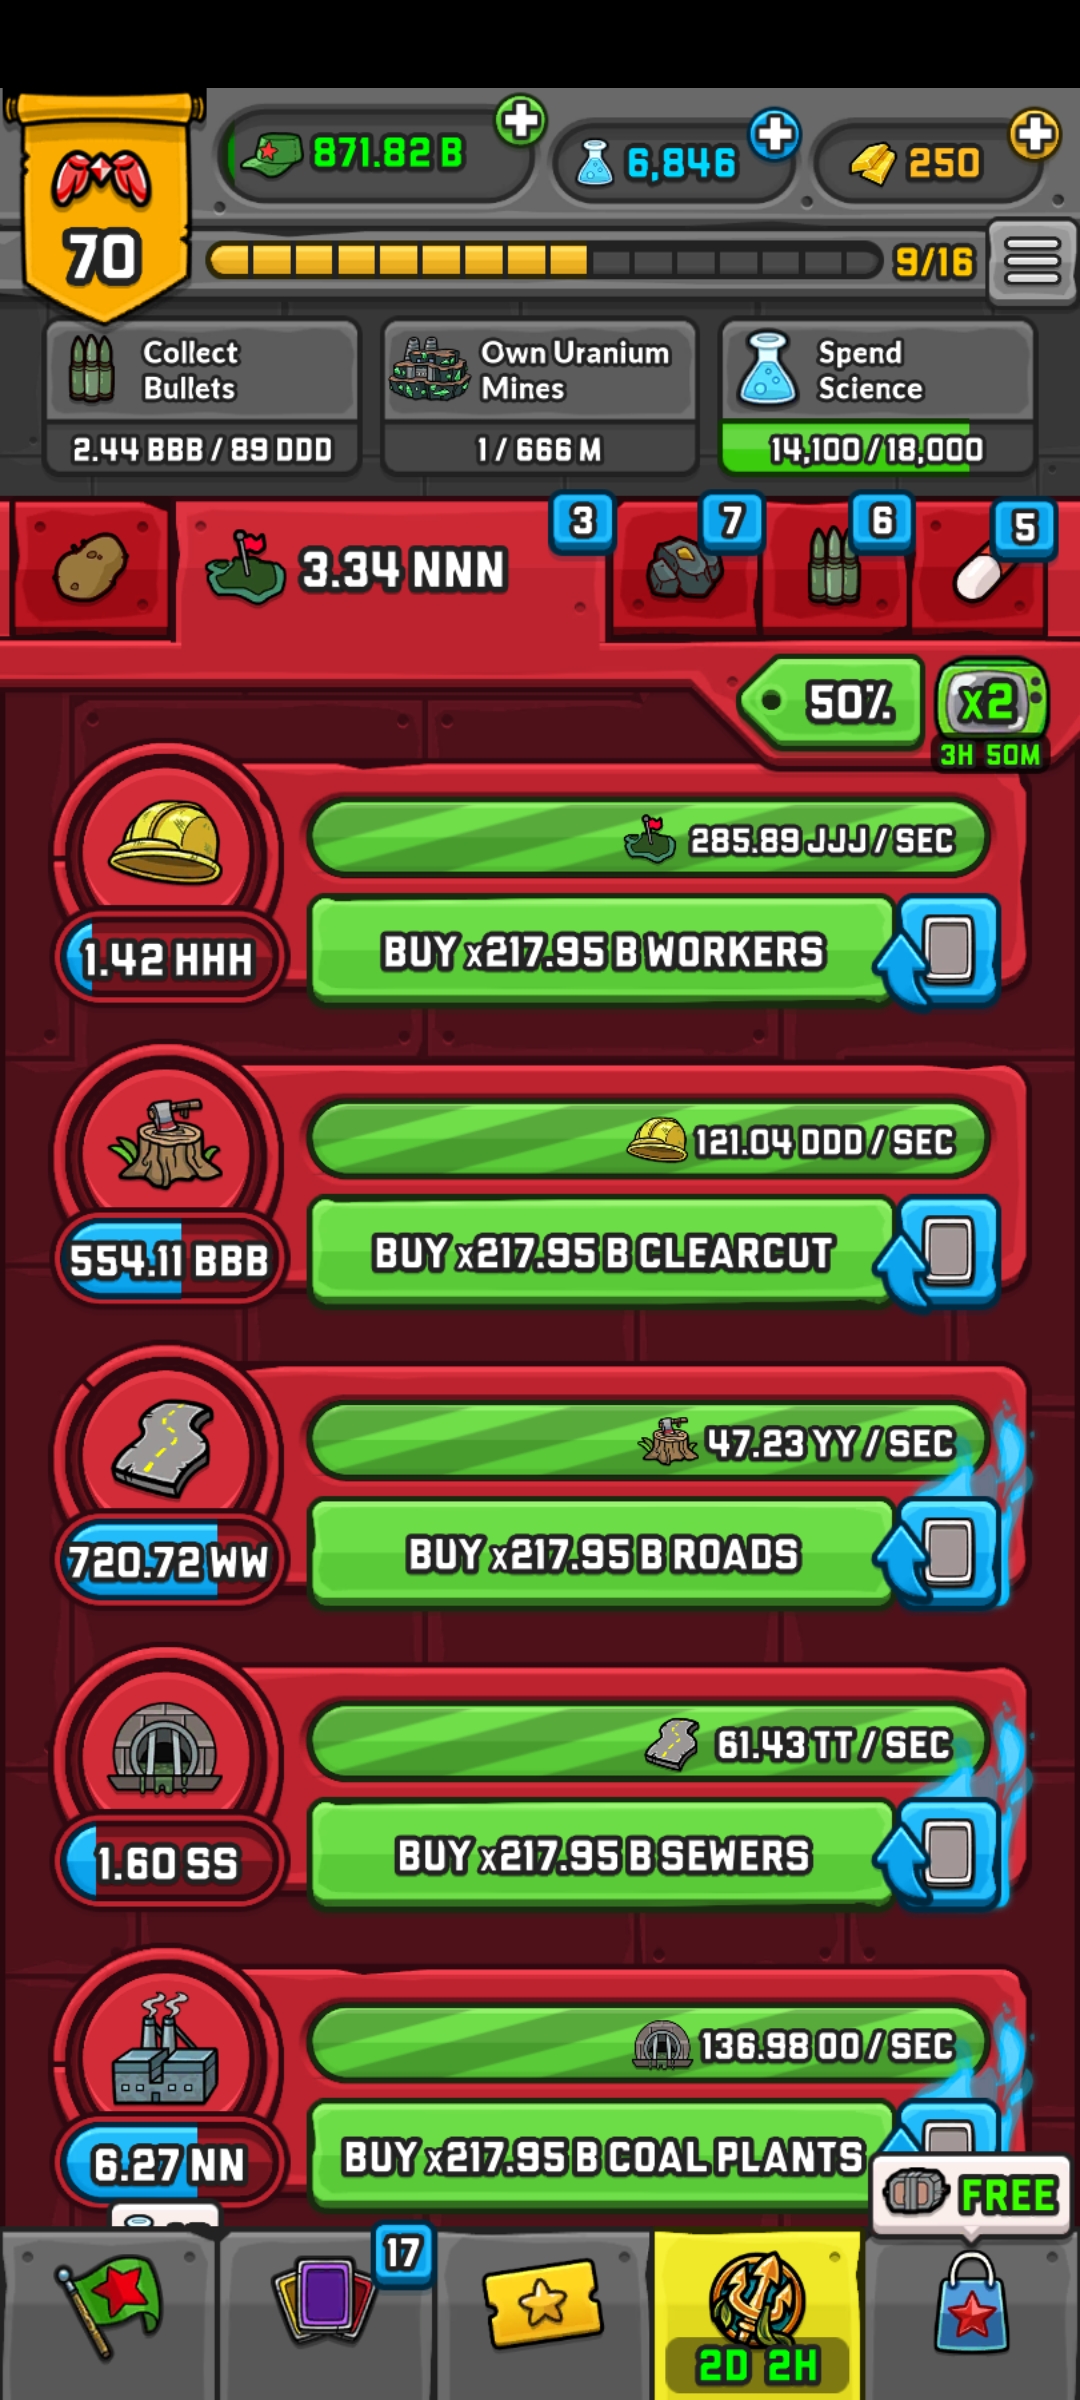 871.82 B
6,846
250
70
9/16
Collect
Bullets
Own Uranium
Mines
Spend
Science
2.44 BBB / 89 DDD
1 / 666 M
14,100 / 18,000
3.34 NNN
3
7
6
5
50%
x2
3H 50M
285.89 JJJ / SEC
1.42 HHH
BUY x217.95 B WORKERS
121.04 DDD / SEC
554.11 BBB
BUY x217.95 B CLEARCUT
47.23 YY / SEC
720.72 WW
BUY x217.95 B ROADS
61.43 TT / SEC
1.60 SS
BUY x217.95 B SEWERS
136.98 OO / SEC
6.27 NN
BUY x217.95 B COAL PLANTS
FREE
17
2D 2H